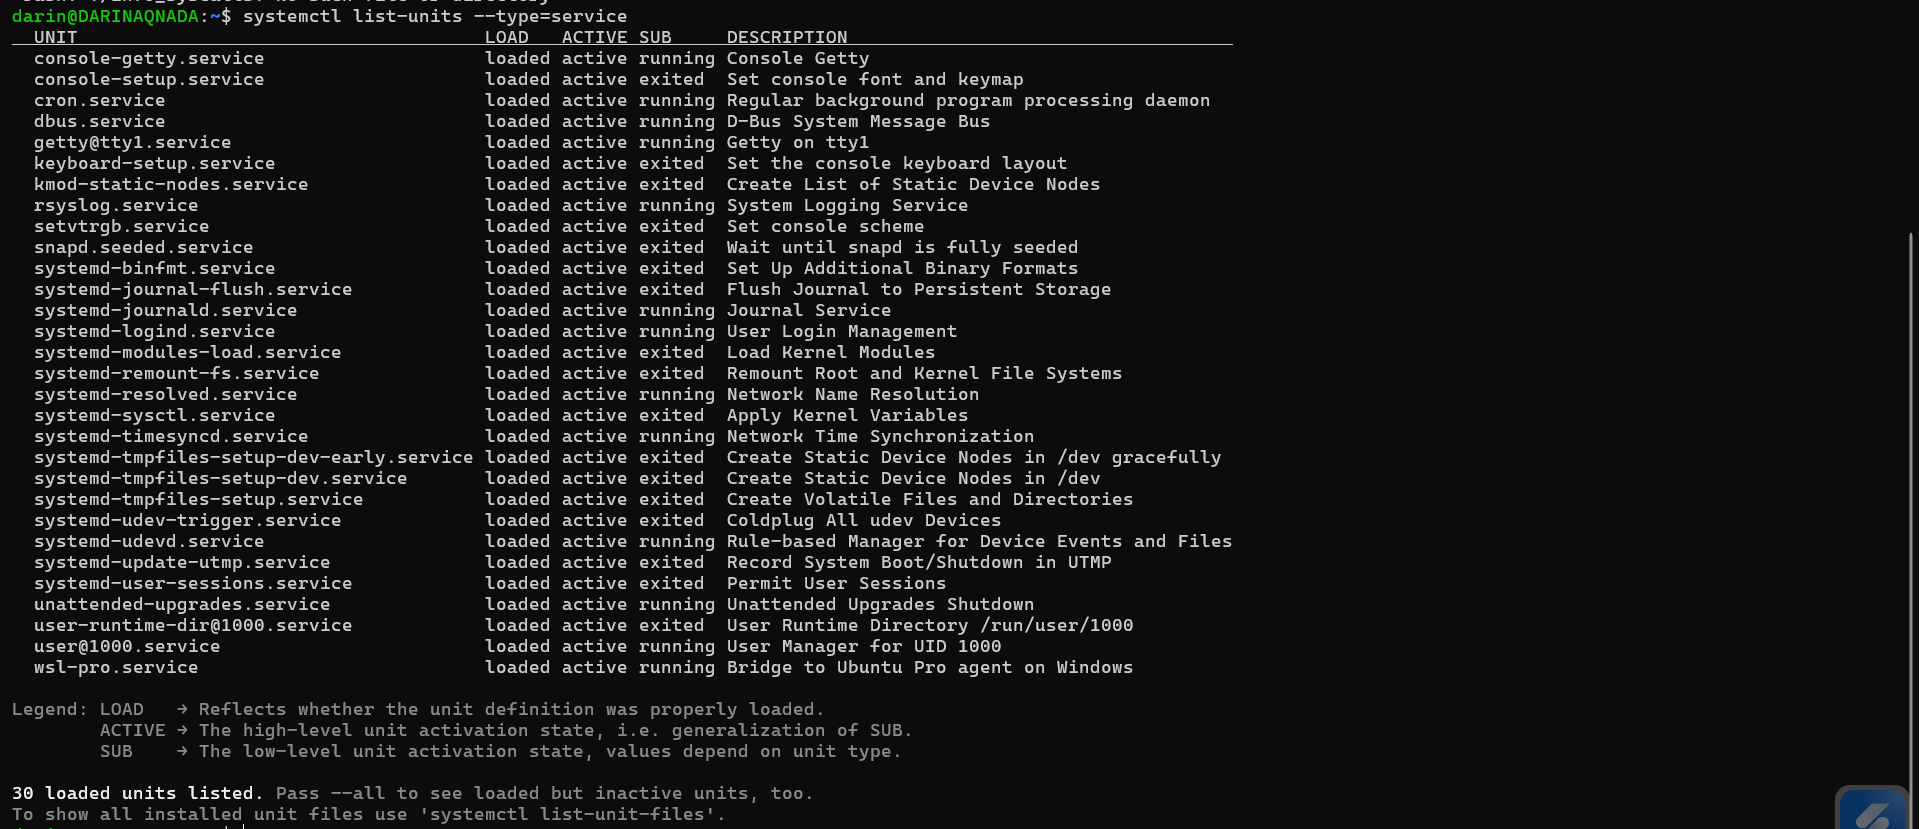 darin@DARINAQNADA:~$ systemctl list-units --type=service
UNIT LOAD ACTIVE SUB DESCRIPTION
console-getty.service loaded active running Console Getty
console-setup.service loaded active exited Set console font and keymap
cron.service loaded active running Regular background program processing daemon
dbus.service loaded active running D-Bus System Message Bus
getty@tty1.service loaded active running Getty on tty1
keyboard-setup.service loaded active exited Set the console keyboard layout
kmod-static-nodes.service loaded active exited Create List of Static Device Nodes
rsyslog.service loaded active running System Logging Service
setvtrgb.service loaded active exited Set console scheme
snapd.seeded.service loaded active exited Wait until snapd is fully seeded
systemd-binfmt.service loaded active exited Set Up Additional Binary Formats
systemd-journal-flush.service loaded active exited Flush Journal to Persistent Storage
systemd-journald.service loaded active running Journal Service
systemd-logind.service loaded active running User Login Management
systemd-modules-load.service loaded active exited Load Kernel Modules
systemd-remount-fs.service loaded active exited Remount Root and Kernel File Systems
systemd-resolved.service loaded active running Network Name Resolution
systemd-sysctl.service loaded active exited Apply Kernel Variables
systemd-timesyncd.service loaded active running Network Time Synchronization
systemd-tmpfiles-setup-dev-early.service loaded active exited Create Static Device Nodes in /dev gracefully
systemd-tmpfiles-setup-dev.service loaded active exited Create Static Device Nodes in /dev
systemd-tmpfiles-setup.service loaded active exited Create Volatile Files and Directories
systemd-udev-trigger.service loaded active exited Coldplug All udev Devices
systemd-udevd.service loaded active running Rule-based Manager for Device Events and Files
systemd-update-utmp.service loaded active exited Record System Boot/Shutdown in UTMP
systemd-user-sessions.service loaded active exited Permit User Sessions
unattended-upgrades.service loaded active running Unattended Upgrades Shutdown
user-runtime-dir@1000.service loaded active exited User Runtime Directory /run/user/1000
user@1000.service loaded active running User Manager for UID 1000
wsl-pro.service loaded active running Bridge to Ubuntu Pro agent on Windows
Legend: LOAD → Reflects whether the unit definition was properly loaded.
ACTIVE → The high-level unit activation state, i.e. generalization of SUB.
SUB → The low-level unit activation state, values depend on unit type.
30 loaded units listed. Pass --all to see loaded but inactive units, too.
To show all installed unit files use 'systemctl list-unit-files'.